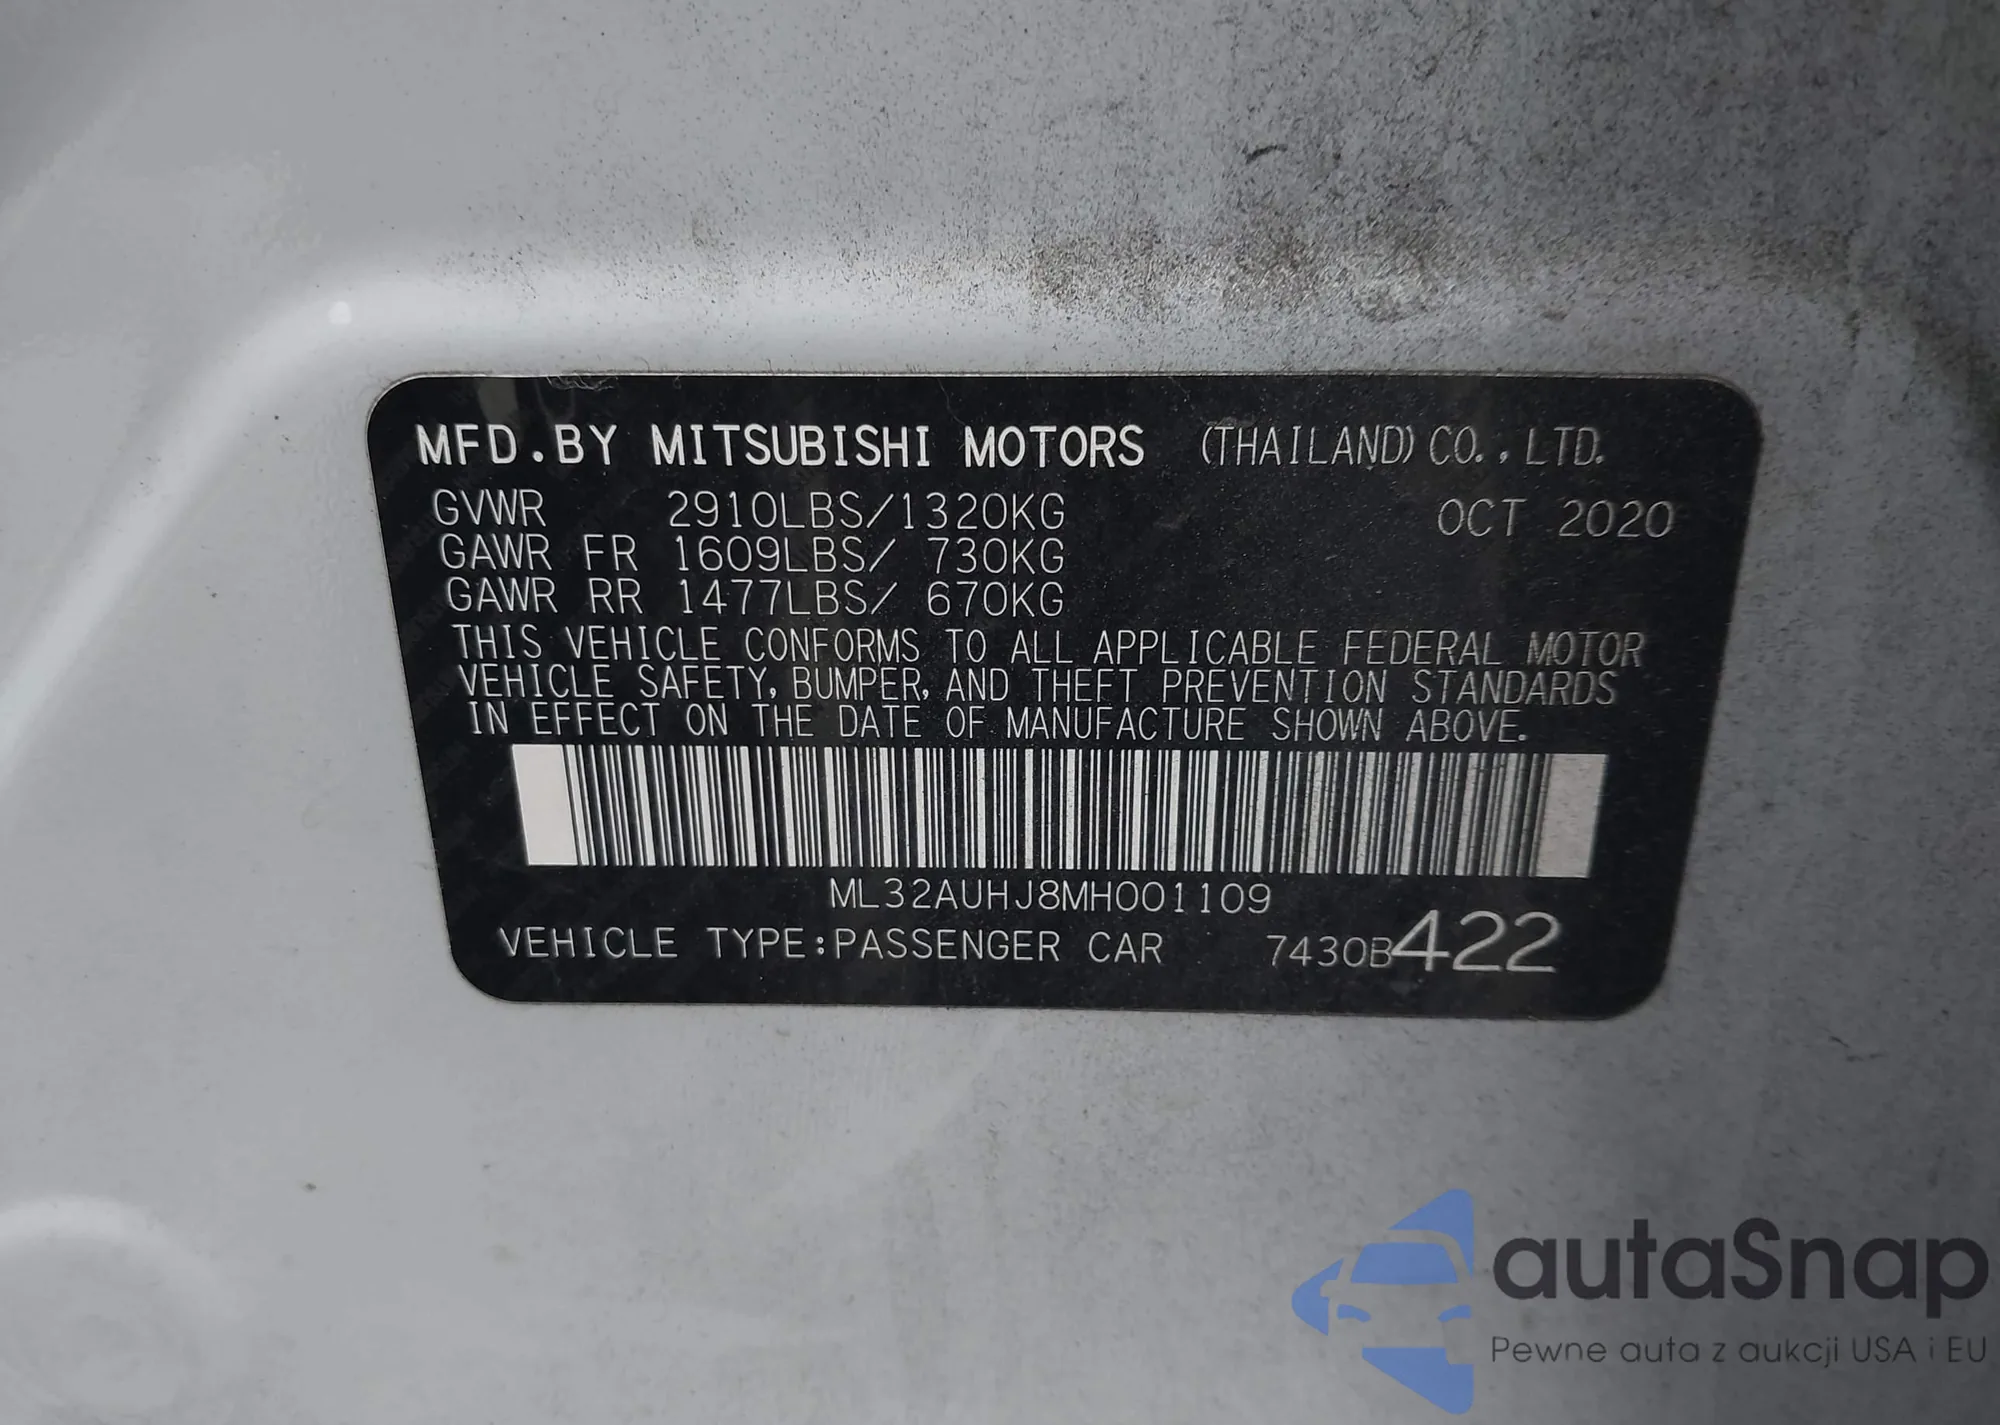 MFD.BY MITSUBISHI MOTORS (THAILAND) CO., LTD.
GVWR 2910LBS/1320KG OCT 2020
GAWR FR 1609LBS/ 730KG
GAWR RR 1477LBS/ 670KG
THIS VEHICLE CONFORMS TO ALL APPLICABLE FEDERAL MOTOR
VEHICLE SAFETY, BUMPER, AND THEFT PREVENTION STANDARDS
IN EFFECT ON THE DATE OF MANUFACTURE SHOWN ABOVE.
ML32AUHJ8MH001109
VEHICLE TYPE:PASSENGER CAR 7430B422
autaSnap
Pewne auta z aukcji USA i EU